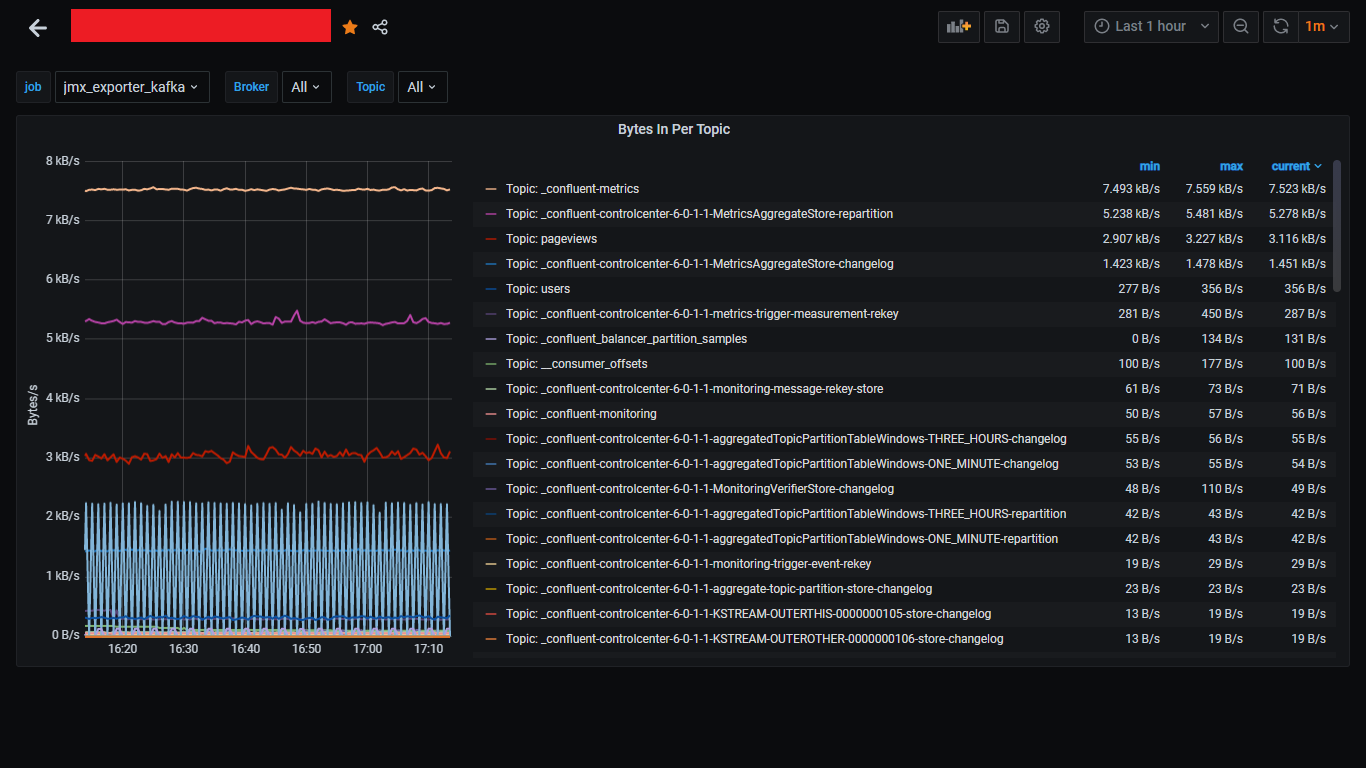 Last 1 hour 1m
job jmx_exporter_kafka Broker All Topic All
Bytes In Per Topic
min max current
8 kB/s
7 kB/s
6 kB/s
5 kB/s
4 kB/s
3 kB/s
2 kB/s
1 kB/s
0 B/s
Bytes/s
16:20 16:30 16:40 16:50 17:00 17:10
Topic: _confluent-metrics 7.493 kB/s 7.559 kB/s 7.523 kB/s
Topic: _confluent-controlcenter-6-0-1-1-MetricsAggregateStore-repartition 5.238 kB/s 5.481 kB/s 5.278 kB/s
Topic: pageviews 2.907 kB/s 3.227 kB/s 3.116 kB/s
Topic: _confluent-controlcenter-6-0-1-1-MetricsAggregateStore-changelog 1.423 kB/s 1.478 kB/s 1.451 kB/s
Topic: users 277 B/s 356 B/s 356 B/s
Topic: _confluent-controlcenter-6-0-1-1-metrics-trigger-measurement-rekey 281 B/s 450 B/s 287 B/s
Topic: _confluent_balancer_partition_samples 0 B/s 134 B/s 131 B/s
Topic: __consumer_offsets 100 B/s 177 B/s 100 B/s
Topic: _confluent-controlcenter-6-0-1-1-monitoring-message-rekey-store 61 B/s 73 B/s 71 B/s
Topic: _confluent-monitoring 50 B/s 57 B/s 56 B/s
Topic: _confluent-controlcenter-6-0-1-1-aggregatedTopicPartitionTableWindows-THREE_HOURS-changelog 55 B/s 56 B/s 55 B/s
Topic: _confluent-controlcenter-6-0-1-1-aggregatedTopicPartitionTableWindows-ONE_MINUTE-changelog 53 B/s 55 B/s 54 B/s
Topic: _confluent-controlcenter-6-0-1-1-MonitoringVerifierStore-changelog 48 B/s 110 B/s 49 B/s
Topic: _confluent-controlcenter-6-0-1-1-aggregatedTopicPartitionTableWindows-THREE_HOURS-repartition 42 B/s 43 B/s 42 B/s
Topic: _confluent-controlcenter-6-0-1-1-aggregatedTopicPartitionTableWindows-ONE_MINUTE-repartition 42 B/s 43 B/s 42 B/s
Topic: _confluent-controlcenter-6-0-1-1-monitoring-trigger-event-rekey 19 B/s 29 B/s 29 B/s
Topic: _confluent-controlcenter-6-0-1-1-aggregate-topic-partition-store-changelog 23 B/s 23 B/s 23 B/s
Topic: _confluent-controlcenter-6-0-1-1-KSTREAM-OUTERTHIS-0000000105-store-changelog 13 B/s 19 B/s 19 B/s
Topic: _confluent-controlcenter-6-0-1-1-KSTREAM-OUTEROTHER-0000000106-store-changelog 13 B/s 19 B/s 19 B/s